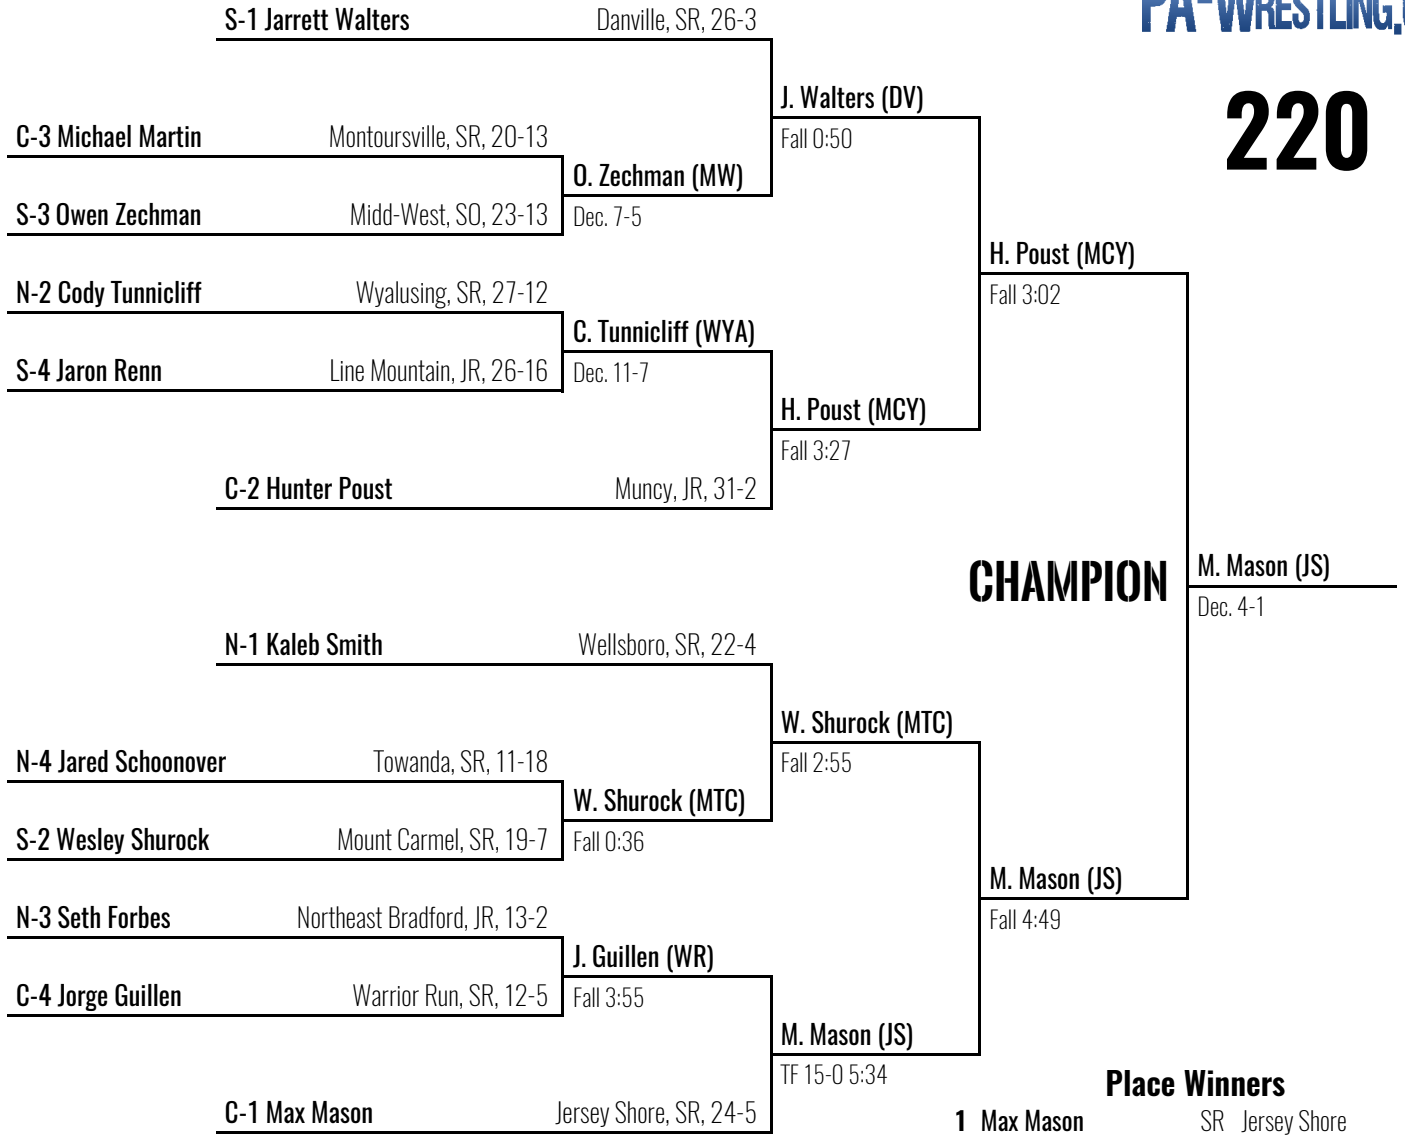 PA-WRESTLING.
220
S-1 Jarrett Walters Danville, SR, 26-3
J. Walters (DV)
Fall 0:50
C-3 Michael Martin Montoursville, SR, 20-13
O. Zechman (MW)
Dec. 7-5
S-3 Owen Zechman Midd-West, SO, 23-13
H. Poust (MCY)
Fall 3:02
N-2 Cody Tunnicliff Wyalusing, SR, 27-12
C. Tunnicliff (WYA)
Dec. 11-7
S-4 Jaron Renn Line Mountain, JR, 26-16
H. Poust (MCY)
Fall 3:27
C-2 Hunter Poust Muncy, JR, 31-2
CHAMPION
M. Mason (JS)
Dec. 4-1
N-1 Kaleb Smith Wellsboro, SR, 22-4
W. Shurock (MTC)
Fall 2:55
N-4 Jared Schoonover Towanda, SR, 11-18
W. Shurock (MTC)
Fall 0:36
S-2 Wesley Shurock Mount Carmel, SR, 19-7
M. Mason (JS)
Fall 4:49
N-3 Seth Forbes Northeast Bradford, JR, 13-2
J. Guillen (WR)
Fall 3:55
C-4 Jorge Guillen Warrior Run, SR, 12-5
M. Mason (JS)
TF 15-0 5:34
C-1 Max Mason Jersey Shore, SR, 24-5
Place Winners
1 Max Mason SR Jersey Shore